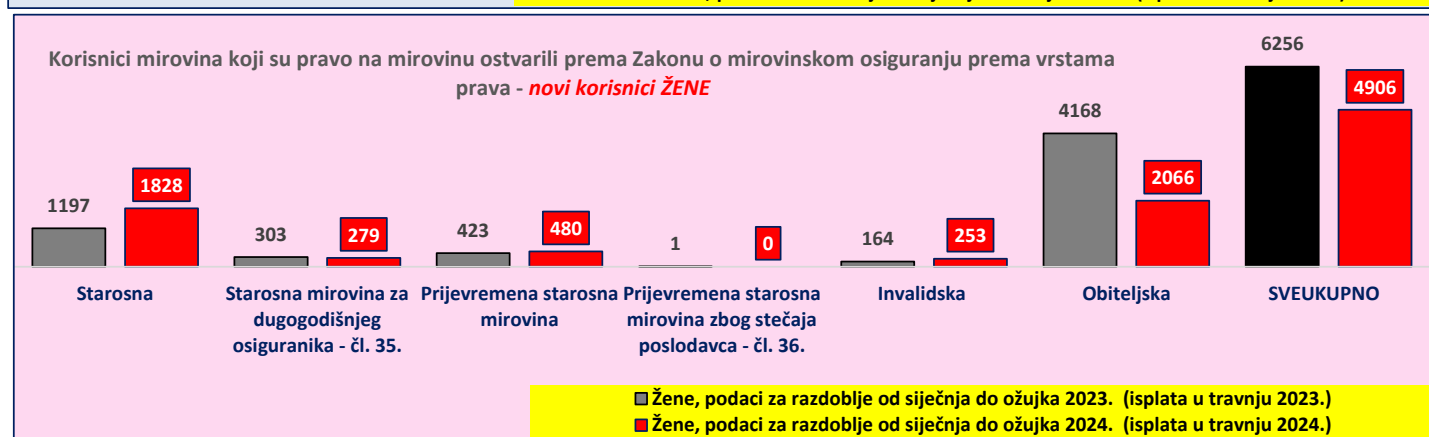 Korisnici mirovina koji su pravo na mirovinu ostvarili prema Zakonu o mirovinskom osiguranju prema vrstama
prava - novi korisnici ŽENE
1197
1828
303
279
423
480
1
0
164
253
4168
2066
6256
4906
Starosna
Starosna mirovina za
dugogodišnjeg
osiguranika - čl. 35.
Prijevremena starosna
mirovina
Prijevremena starosna
mirovina zbog stečaja
poslodavca - čl. 36.
Invalidska
Obiteljska
SVEUKUPNO
Žene, podaci za razdoblje od siječnja do ožujka 2023. (isplata u travnju 2023.)
Žene, podaci za razdoblje od siječnja do ožujka 2024. (isplata u travnju 2024.)